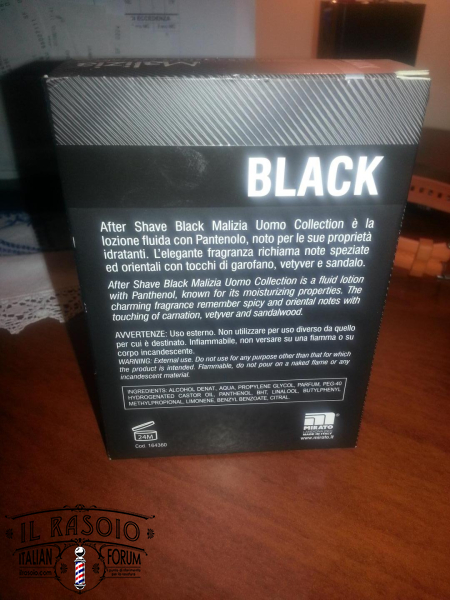 Malizia
BLACK
After Shave Black Malizia Uomo Collection è la
lozione fluida con Pantenolo, noto per le sue proprietà
idratanti. L'elegante fragranza richiama note speziate
ed orientali con tocchi di garofano, vetyver e sandalo.
After Shave Black Malizia Uomo Collection is a fluid lotion
with Panthenol, known for its moisturizing properties. The
charming fragrance remember spicy and oriental notes with
touching of carnation, vetyver and sandalwood.
AVVERTENZE: Uso esterno. Non utilizzare per uso diverso da quello
per cui è destinato. Infiammabile, non versare su una fiamma o su
corpo incandescente.
WARNING: External use. Do not use for any purpose other than that for which
the product is intended. Flammable, do not pour on a naked flame or any
incandescent material.
INGREDIENTS: ALCOHOL DENAT., AQUA, PROPYLENE GLYCOL, PARFUM, PEG-40
HYDROGENATED CASTOR OIL, PANTHENOL, BHT, LINALOOL, BUTYLPHENYL
METHYLPROPIONAL, LIMONENE, BENZYL BENZOATE, CITRAL.
24M
Cod. 164360
MIRATO
MADE IN ITALY
www.mirato.it
IL RASOIO
ITALIAN FORUM